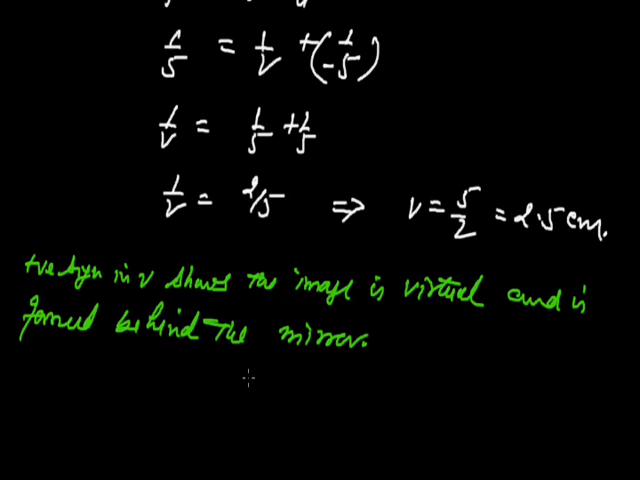 1/5 = 1/v + (1/-5)
1/v = 1/5 + 1/5
1/v = 2/5 ⇒ v = 5/2 = 2.5 cm.
+ve sign in v shows the image is virtual and is
formed behind the mirror.